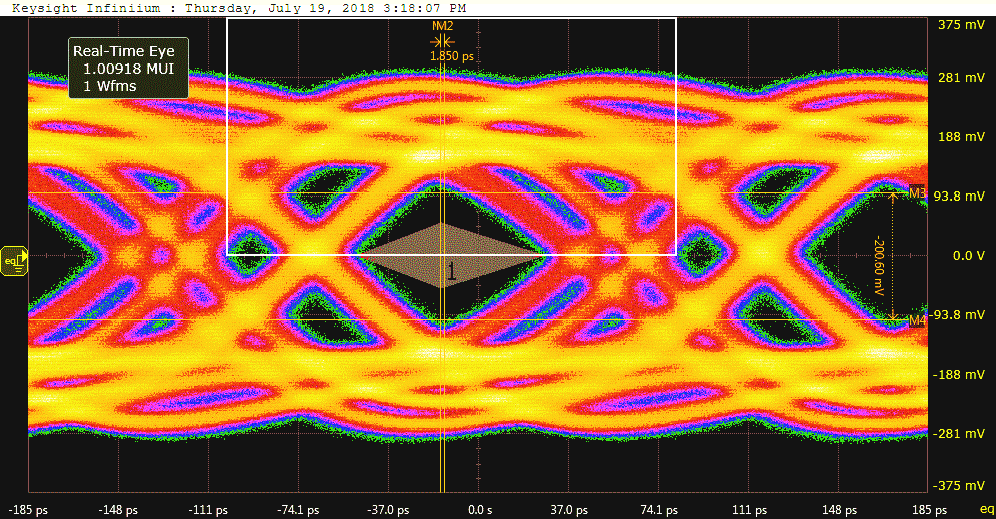 Keysight Infiniium : Thursday, July 19, 2018 3:18:07 PM
Real-Time Eye
1.00918 MUI
1 Wfms
M2
1.850 ps
375 mV
281 mV
188 mV
M3
93.8 mV
eq
0.0 V
1
-200.60 mV
-93.8 mV
M4
-188 mV
-281 mV
-375 mV
-185 ps
-148 ps
-111 ps
-74.1 ps
-37.0 ps
0.0 s
37.0 ps
74.1 ps
111 ps
148 ps
185 ps
eq